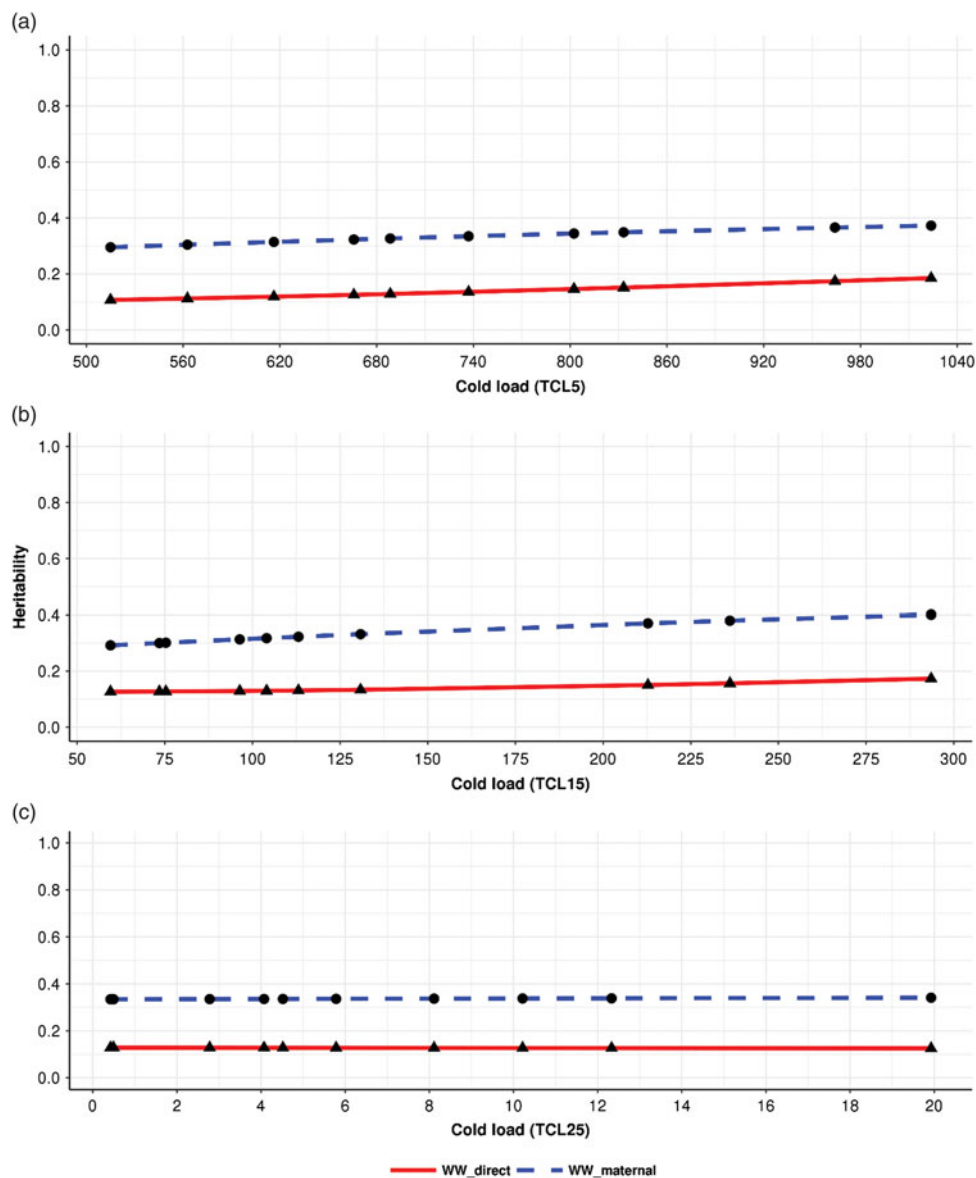 (a)
1.0
0.8
0.6
0.4
0.2
0.0
500 560 620 680 740 800 860 920 980 1040
Cold load (TCL5)
(b)
1.0
0.8
0.6
0.4
0.2
0.0
Heritability
50 75 100 125 150 175 200 225 250 275 300
Cold load (TCL15)
(c)
1.0
0.8
0.6
0.4
0.2
0.0
0 2 4 6 8 10 12 14 16 18 20
Cold load (TCL25)
WW_direct WW_maternal